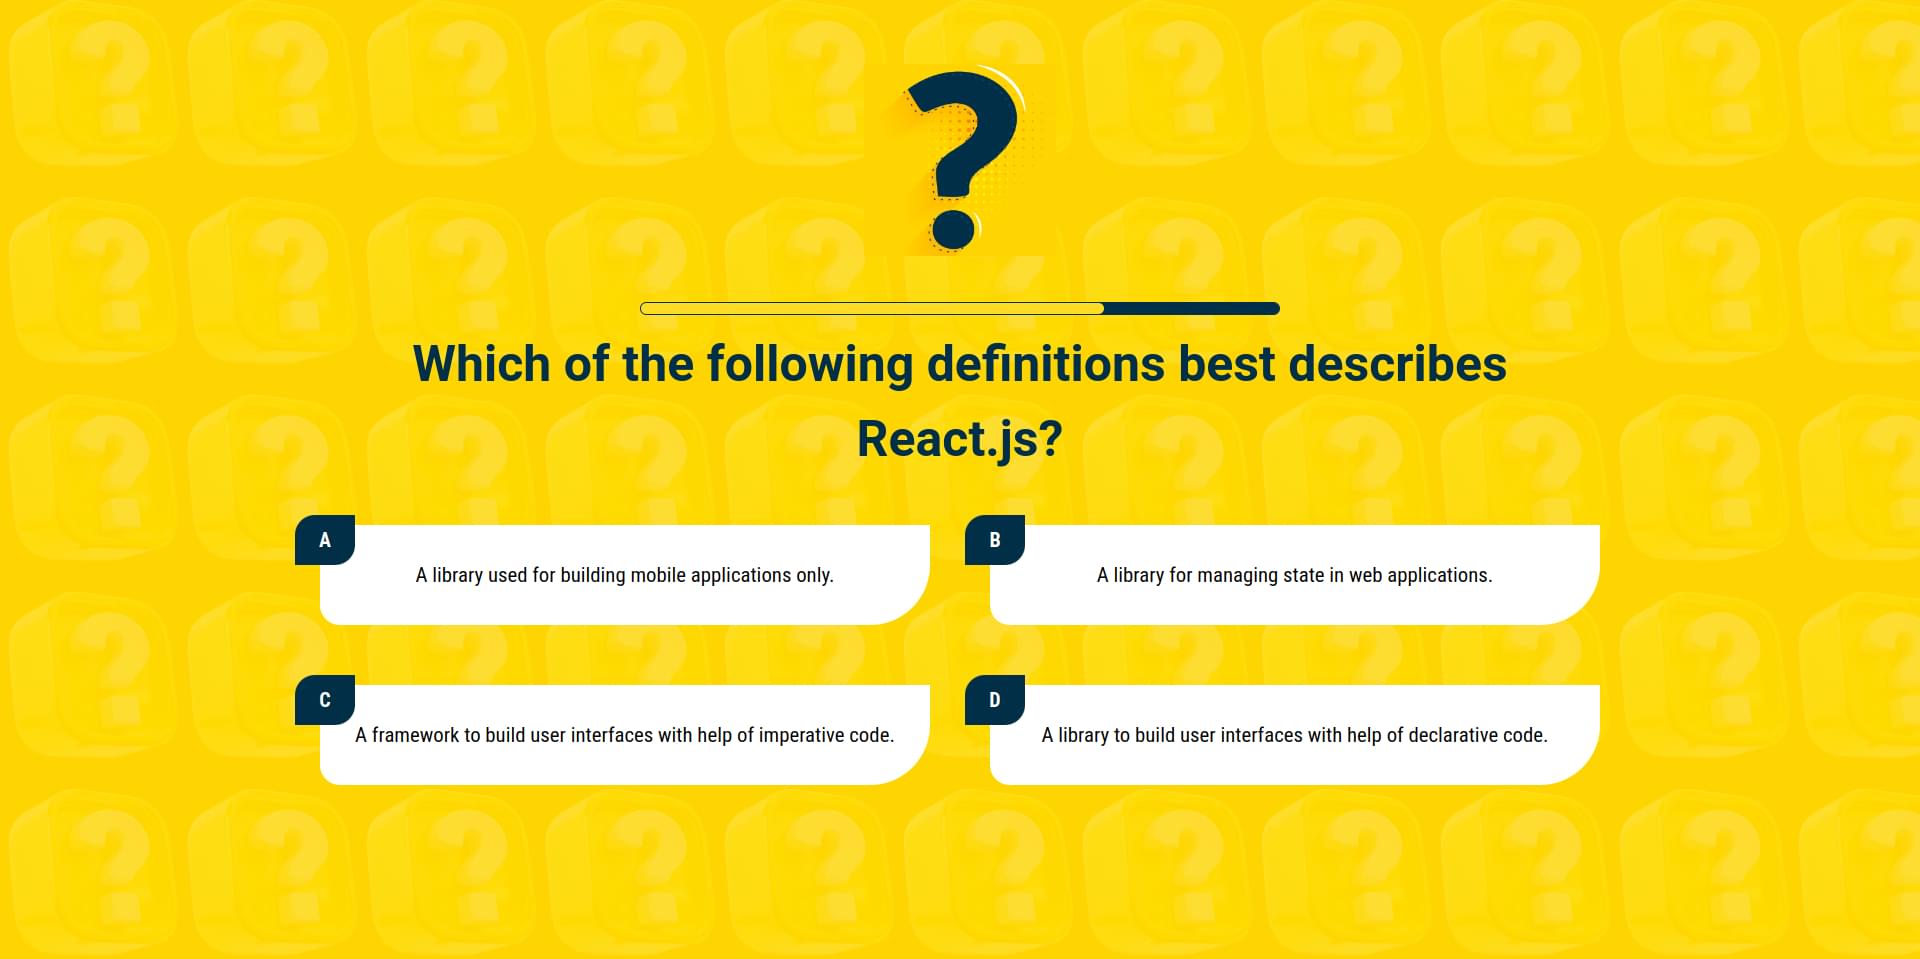 Which of the following definitions best describes
React.js?
A
A library used for building mobile applications only.
B
A library for managing state in web applications.
C
A framework to build user interfaces with help of imperative code.
D
A library to build user interfaces with help of declarative code.